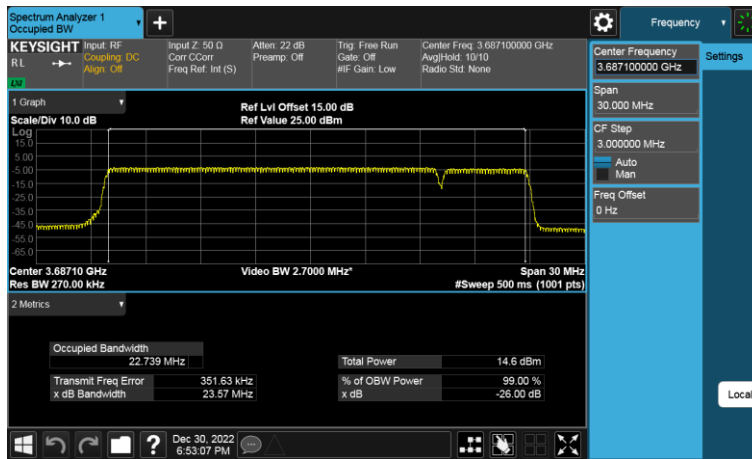 Spectrum Analyzer 1
Occupied BW
Frequency
KEYSIGHT
RL
LXI
Input: RF
Coupling: DC
Align: Off
Input Z: 50 Ω
Corr CCorr
Freq Ref: Int (S)
Atten: 22 dB
Preamp: Off
Trig: Free Run
Gate: Off
#IF Gain: Low
Center Freq: 3.687100000 GHz
Avg|Hold: 10/10
Radio Std: None
Center Frequency
3.687100000 GHz
Settings
Span
30.000 MHz
CF Step
3.000000 MHz
Auto
Man
Freq Offset
0 Hz
Local
1 Graph
Scale/Div 10.0 dB
Ref Lvl Offset 15.00 dB
Ref Value 25.00 dBm
Log
15.0
5.00
-5.00
-15.0
-25.0
-35.0
-45.0
-55.0
-65.0
Center 3.68710 GHz
Res BW 270.00 kHz
Video BW 2.7000 MHz*
Span 30 MHz
#Sweep 500 ms (1001 pts)
2 Metrics
Occupied Bandwidth
22.739 MHz
Total Power 14.6 dBm
Transmit Freq Error 351.63 kHz
% of OBW Power 99.00 %
x dB Bandwidth 23.57 MHz
x dB -26.00 dB
?
Dec 30, 2022
6:53:07 PM